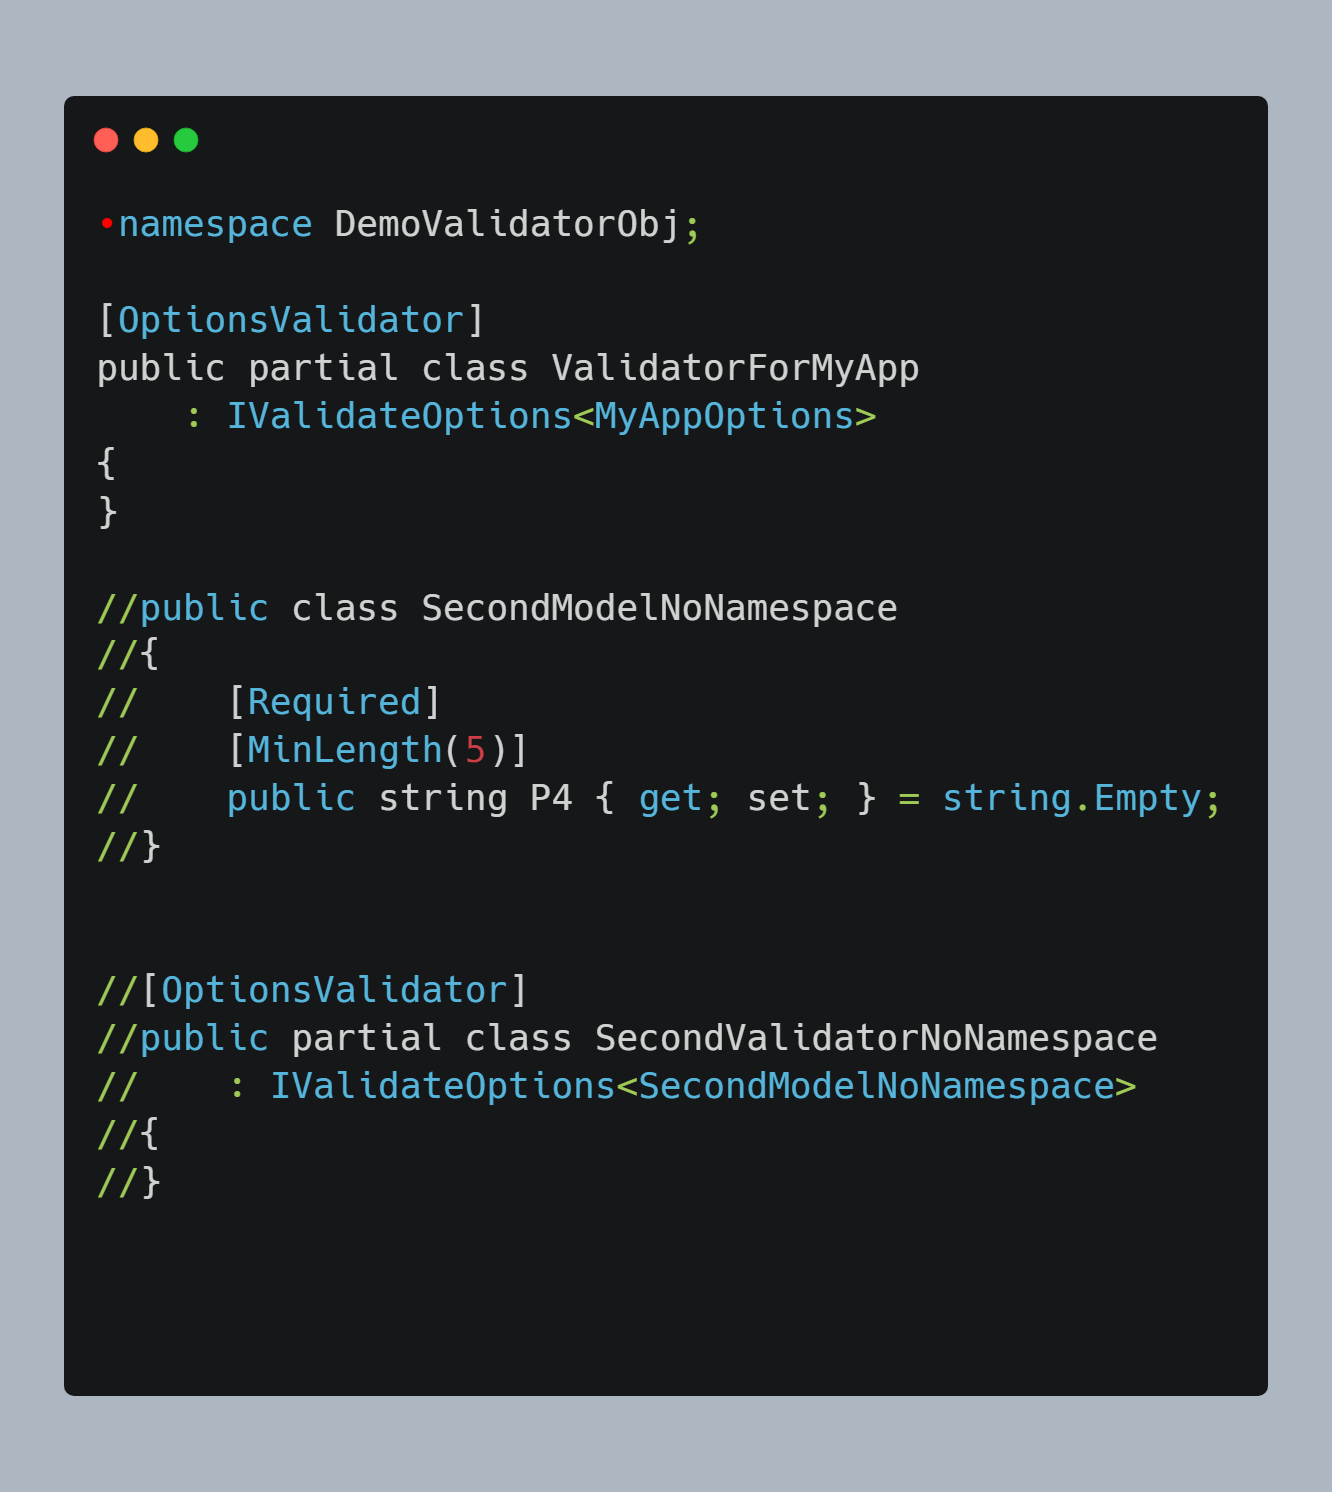 •namespace DemoValidatorObj;
[OptionsValidator]
public partial class ValidatorForMyApp
    : IValidateOptions<MyAppOptions>
{
}
//public class SecondModelNoNamespace
//{
//    [Required]
//    [MinLength(5)]
//    public string P4 { get; set; } = string.Empty;
//}
//[OptionsValidator]
//public partial class SecondValidatorNoNamespace
//    : IValidateOptions<SecondModelNoNamespace>
//{
//}